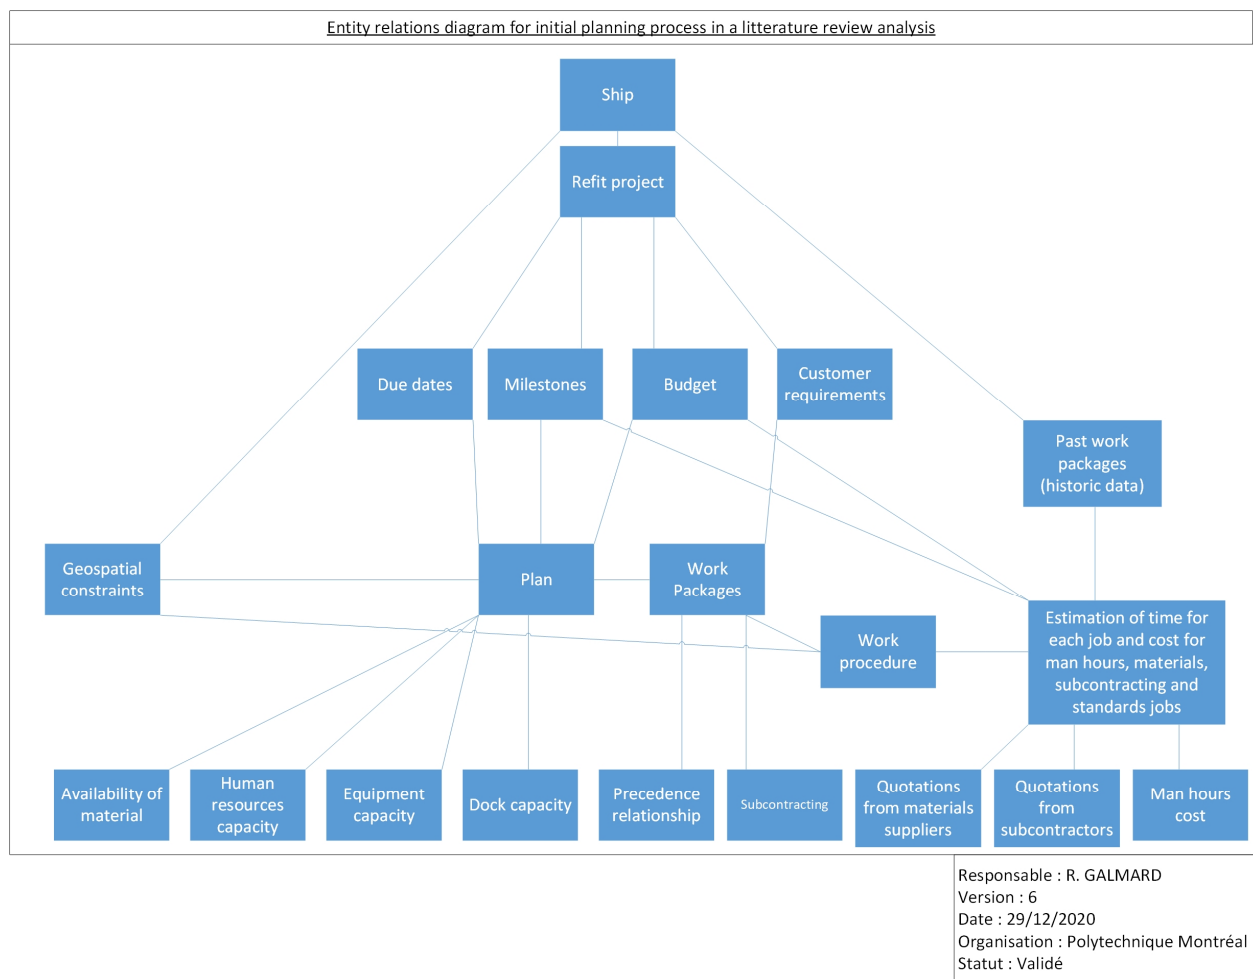 Entity relations diagram for initial planning process in a litterature review analysis
Ship
Refit project
Due dates
Milestones
Budget
Customer
requirements
Past work
packages
(historic data)
Geospatial
constraints
Plan
Work
Packages
Work
procedure
Estimation of time for
each job and cost for
man hours, materials,
subcontracting and
standards jobs
Availability of
material
Human
resources
capacity
Equipment
capacity
Dock capacity
Precedence
relationship
Subcontracting
Quotations
from materials
suppliers
Quotations
from
subcontractors
Man hours
cost
Responsable : R. GALMARD
Version : 6
Date : 29/12/2020
Organisation : Polytechnique Montréal
Statut : Validé